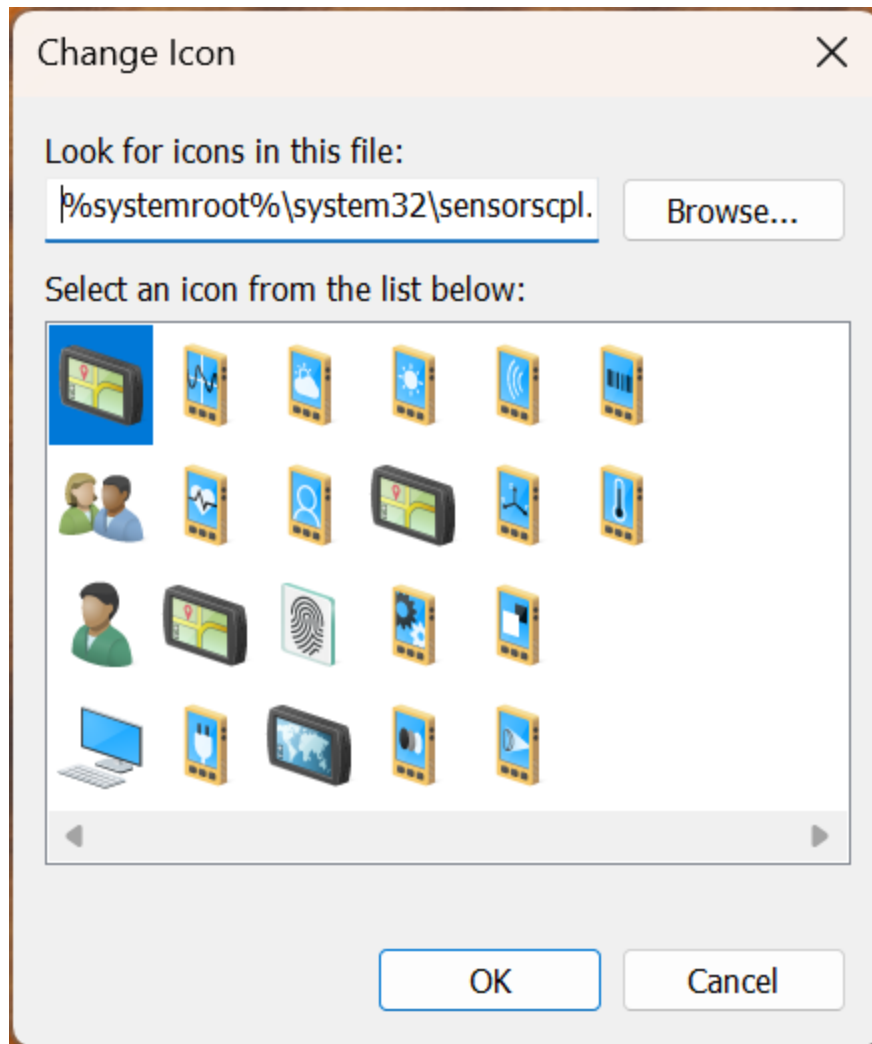 Change Icon
Look for icons in this file:
%systemroot%\system32\sensorscpl.
Browse...
Select an icon from the list below:
OK
Cancel